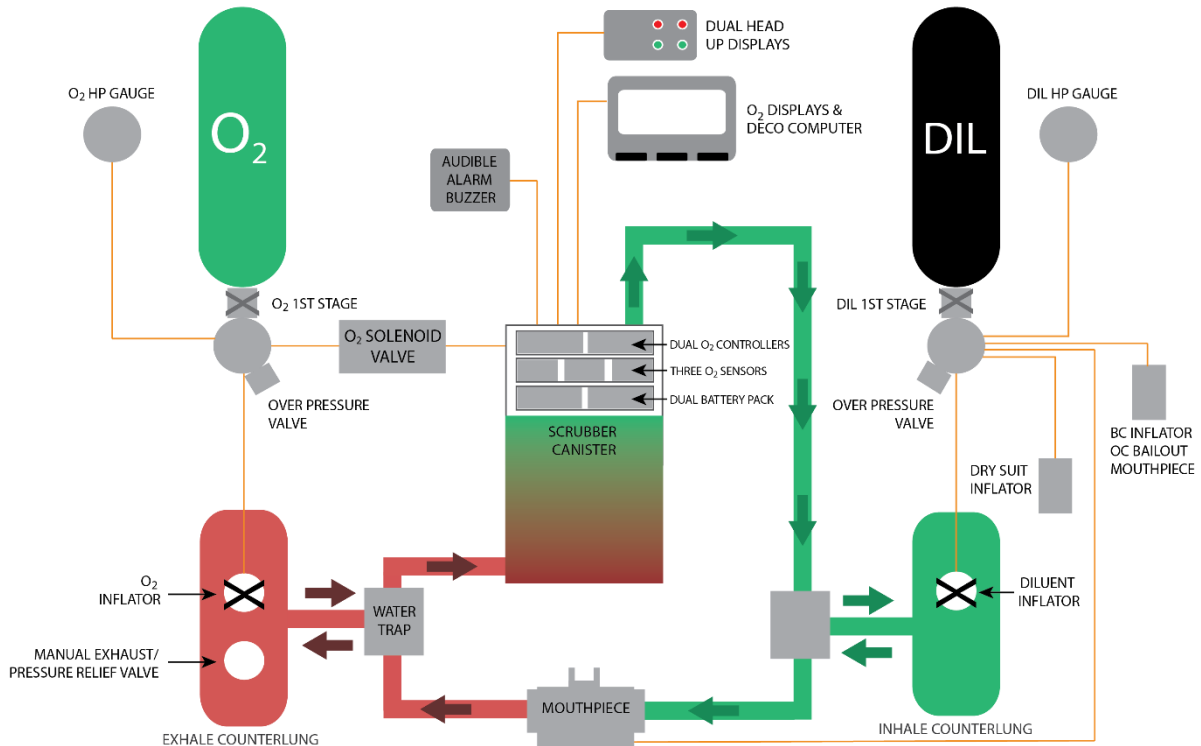 DUAL HEAD
UP DISPLAYS
O₂ HP GAUGE
DIL HP GAUGE
O₂ DISPLAYS &
DECO COMPUTER
O₂
DIL
AUDIBLE
ALARM
BUZZER
O₂ 1ST STAGE
DIL 1ST STAGE
O₂ SOLENOID
VALVE
DUAL O₂ CONTROLLERS
THREE O₂ SENSORS
DUAL BATTERY PACK
OVER PRESSURE
VALVE
OVER PRESSURE
VALVE
SCRUBBER
CANISTER
BC INFLATOR
OC BAILOUT
MOUTHPIECE
DRY SUIT
INFLATOR
O₂
INFLATOR
DILUENT
INFLATOR
WATER
TRAP
MANUAL EXHAUST/
PRESSURE RELIEF VALVE
MOUTHPIECE
EXHALE COUNTERLUNG
INHALE COUNTERLUNG